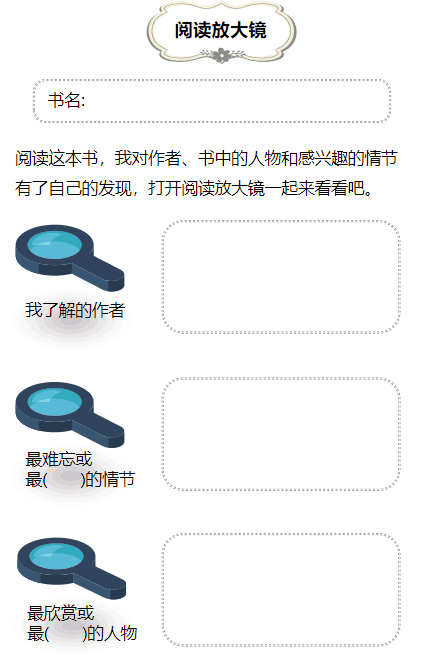 阅读放大镜
书名:
阅读这本书，我对作者、书中的人物和感兴趣的情节
有了自己的发现，打开阅读放大镜一起来看看吧。
我了解的作者
最难忘或
最(　　)的情节
最欣赏或
最(　　)的人物